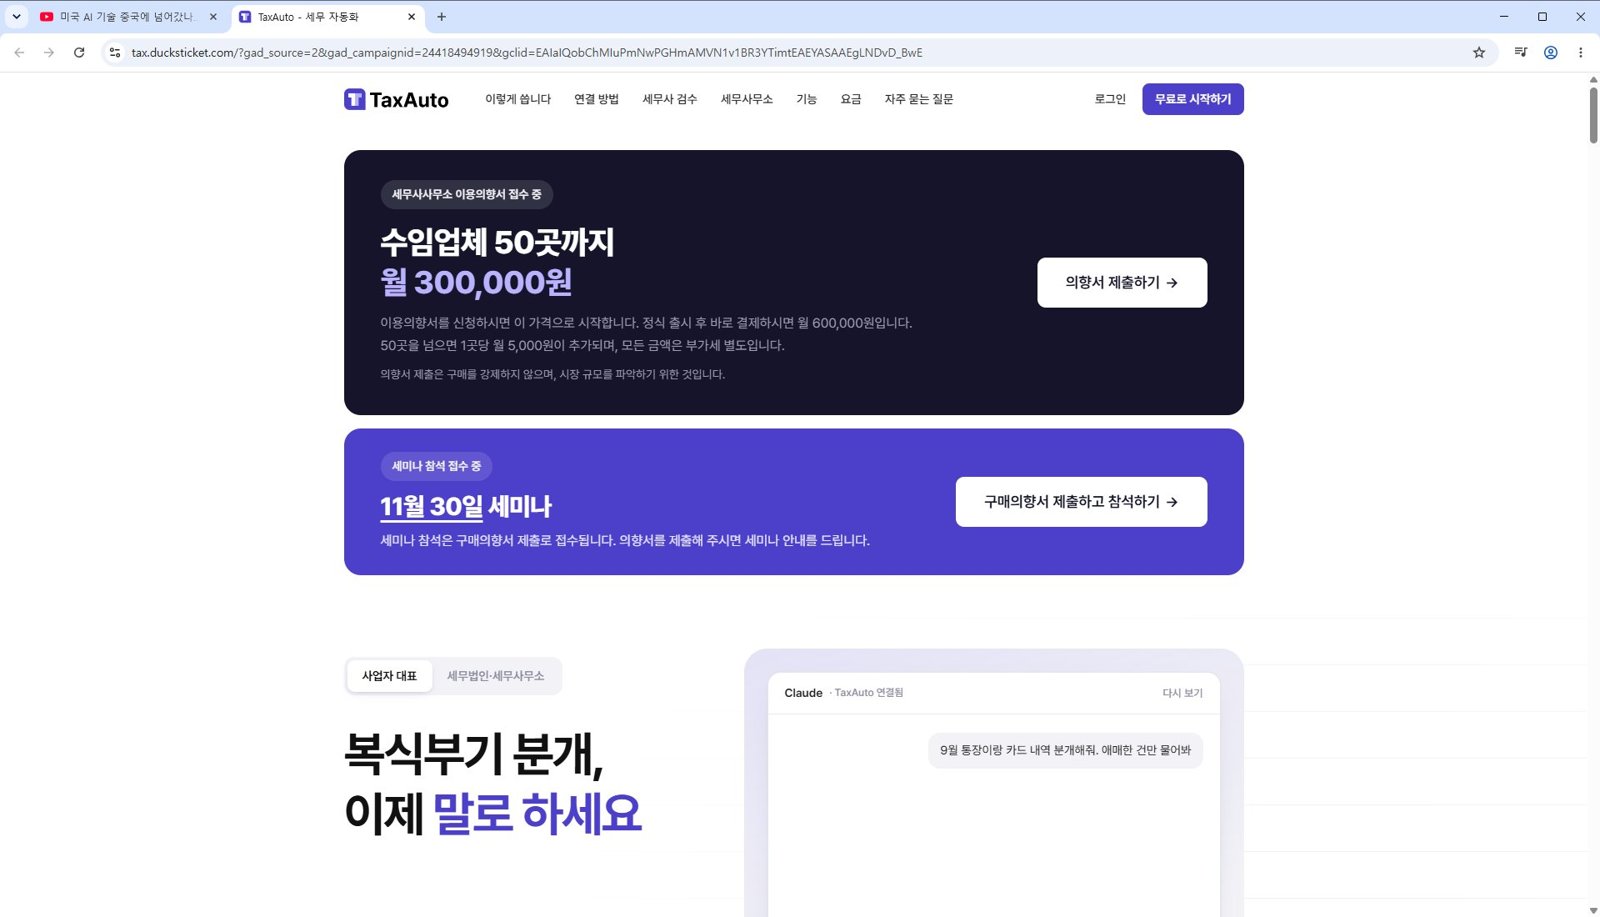 미국 AI 기술 중국에 넘어갔나
TaxAuto - 세무 자동화
tax.ducksticket.com/?gad_source=2&gad_campaignid=24418494919&gclid=EAIaIQobChMIuPmNwPGHmAMVN1v1BR3YTimtEAEYASAAEgLNDvD_BwE
TaxAuto
이렇게 씁니다
연결 방법
세무사 검수
세무사무소
기능
요금
자주 묻는 질문
로그인
무료로 시작하기
세무사사무소 이용의향서 접수 중
수임업체 50곳까지
월 300,000원
이용의향서를 신청하시면 이 가격으로 시작합니다. 정식 출시 후 바로 결제하시면 월 600,000원입니다.
50곳을 넘으면 1곳당 월 5,000원이 추가되며, 모든 금액은 부가세 별도입니다.
의향서 제출은 구매를 강제하지 않으며, 시장 규모를 파악하기 위한 것입니다.
의향서 제출하기 →
세미나 참석 접수 중
11월 30일 세미나
세미나 참석은 구매의향서 제출로 접수됩니다. 의향서를 제출해 주시면 세미나 안내를 드립니다.
구매의향서 제출하고 참석하기 →
사업자 대표
세무법인·세무사무소
복식부기 분개,
이제 말로 하세요
Claude · TaxAuto 연결됨
다시 보기
9월 통장이랑 카드 내역 분개해줘. 애매한 건만 물어봐